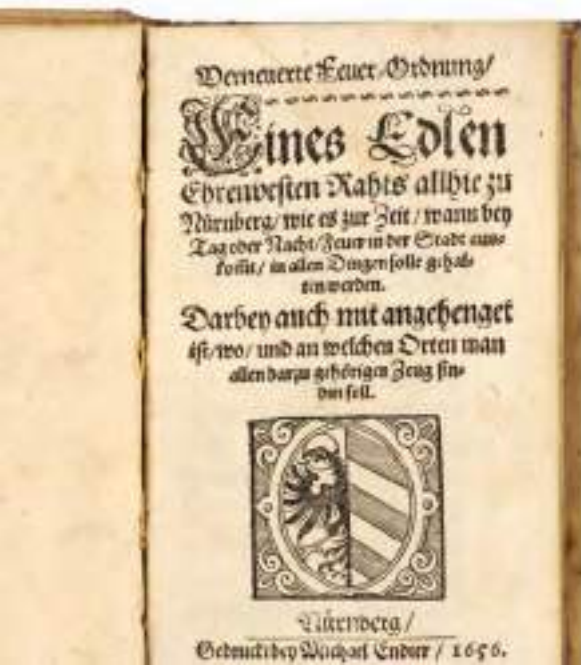 Verneuerte Feuer-Ordnung/
Eines Edlen
Ehrenvesten Rahts allhie zu
Nürnberg/ wie es zur Zeit/ wann bey
Tag oder Nacht/ Feuer in der Stadt aus-
kom̃t/ in allen Dingen solle gehal-
ten werden.
Darbey auch mit angehenget
ist/ wo/ und an welchen Orten man
allen darzu gehörigen Zeug fin-
den soll.
Nürnberg/
Gedruckt bey Michael Endter / 1656.